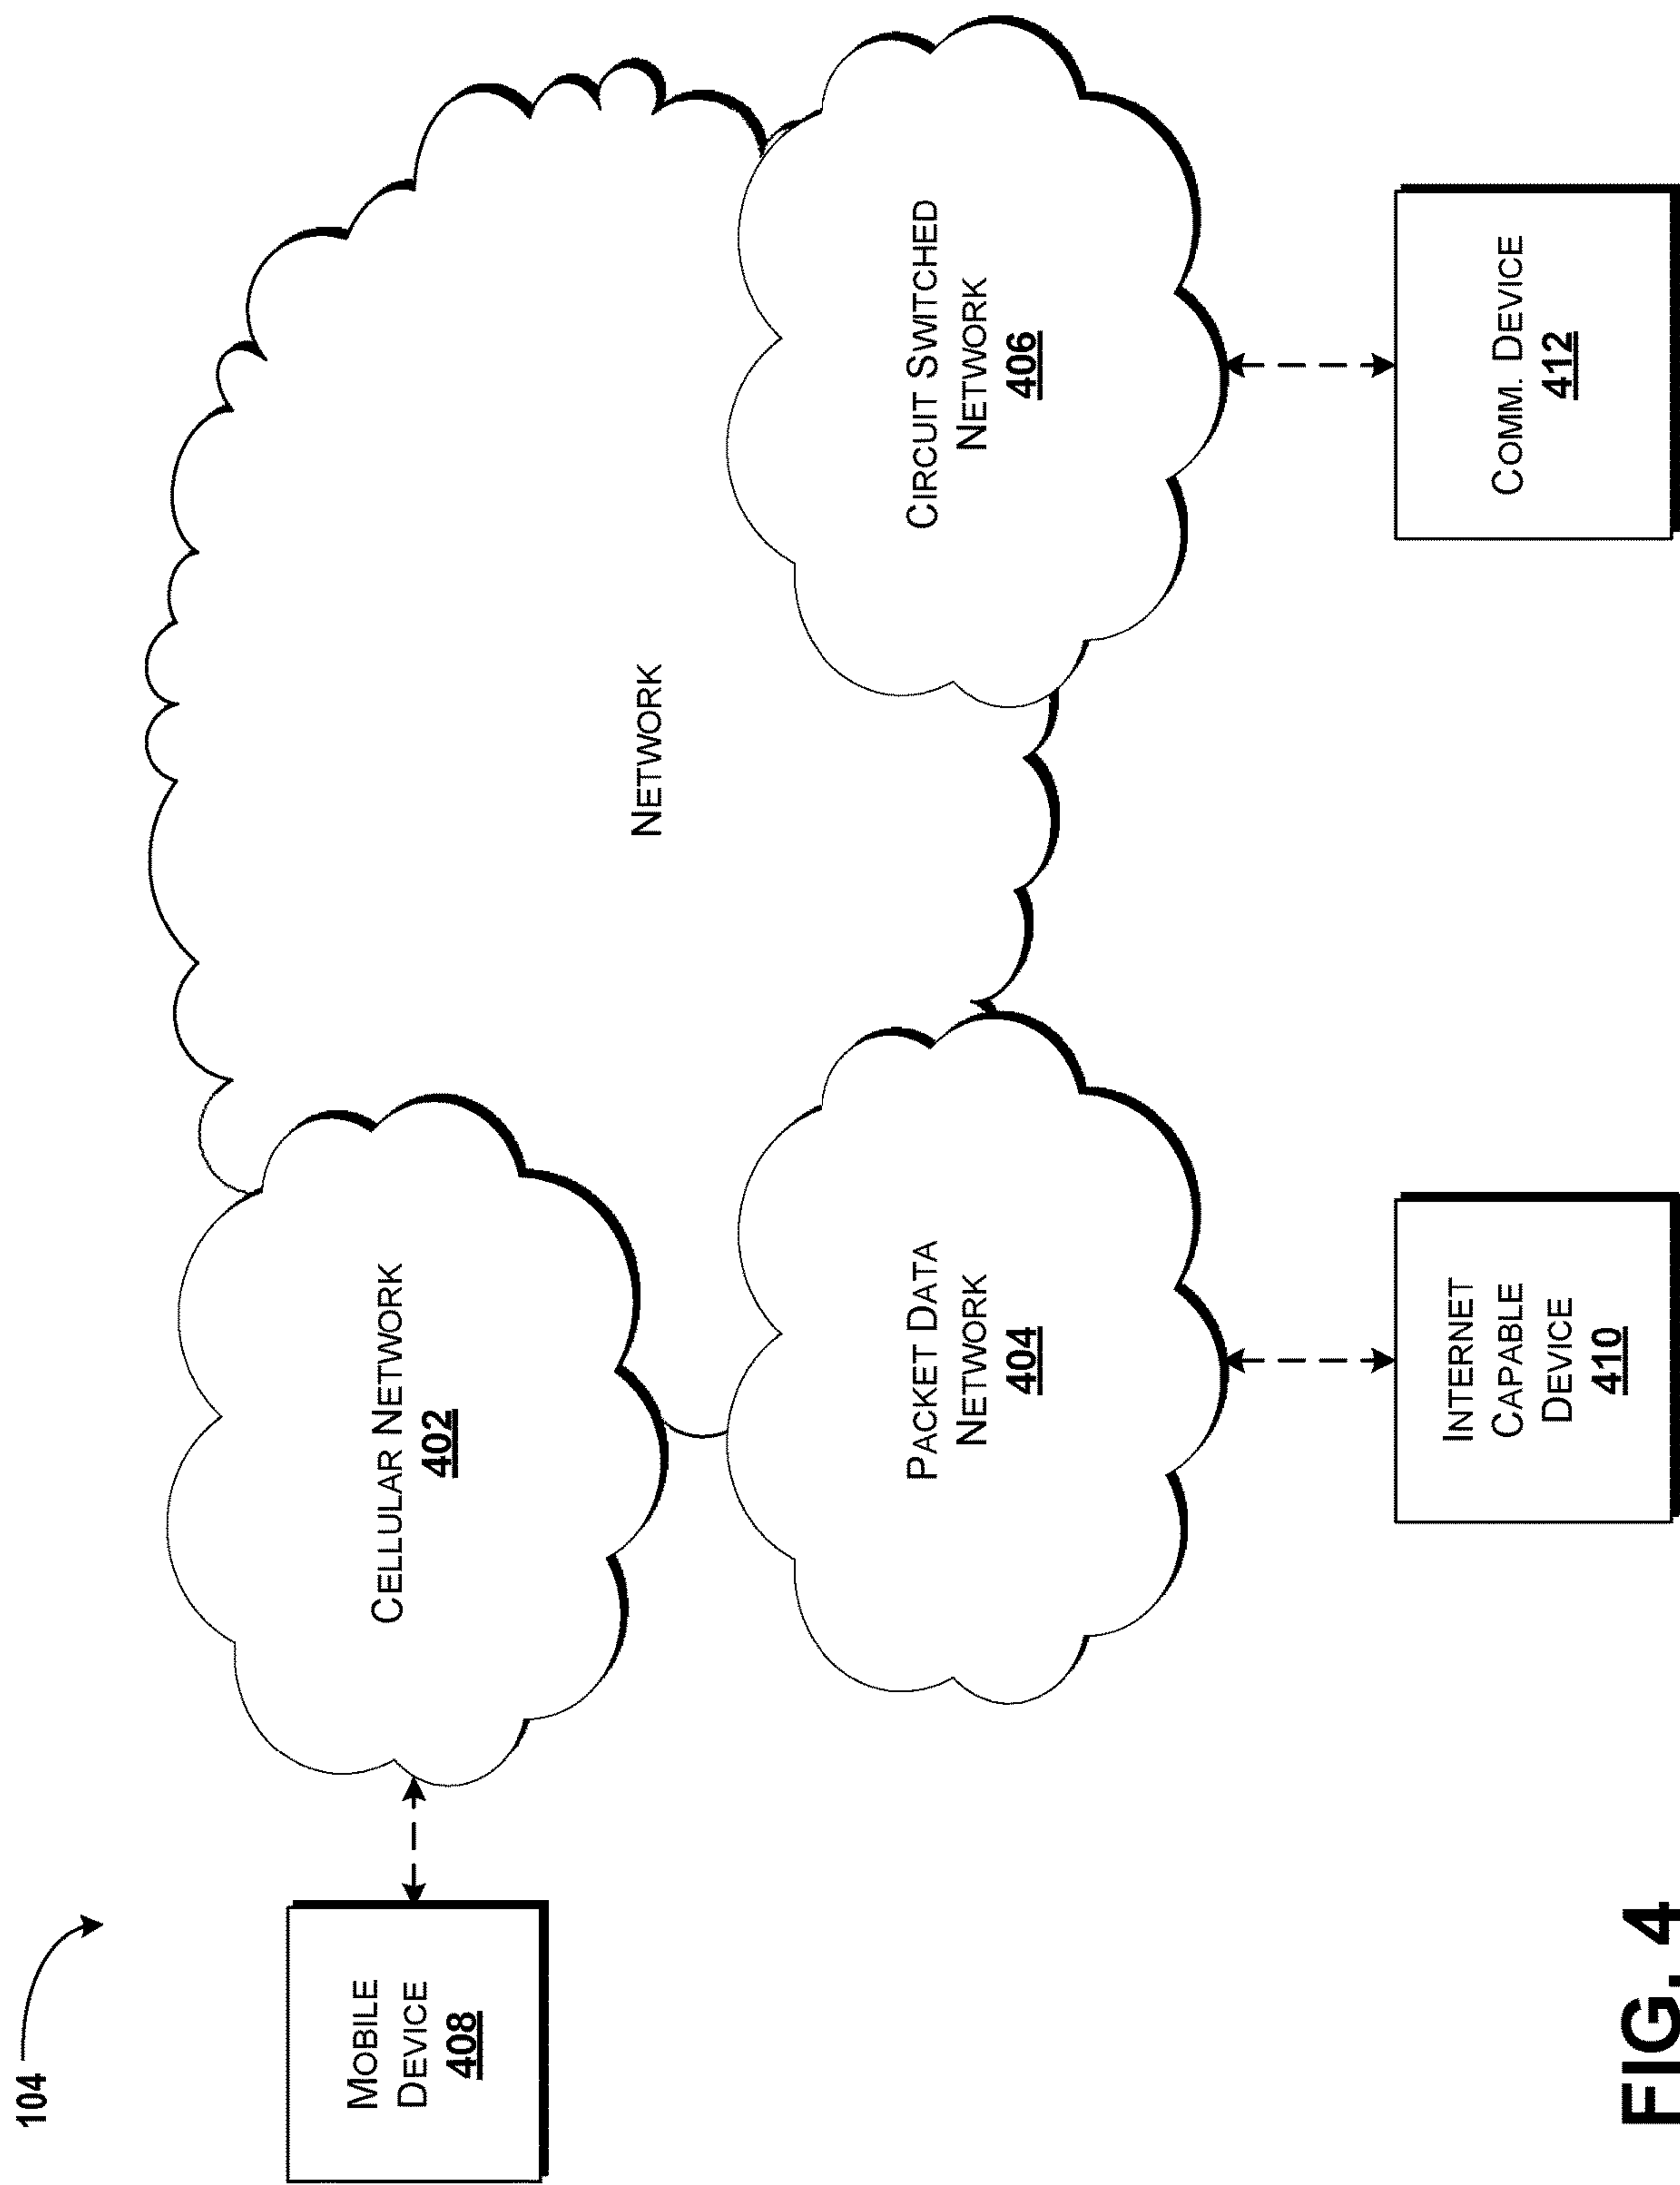 104
NETWORK
CELLULAR NETWORK
402
MOBILE
DEVICE
408
PACKET DATA
NETWORK
404
CIRCUIT SWITCHED
NETWORK
406
INTERNET
CAPABLE
DEVICE
410
COMM. DEVICE
412
FIG. 4